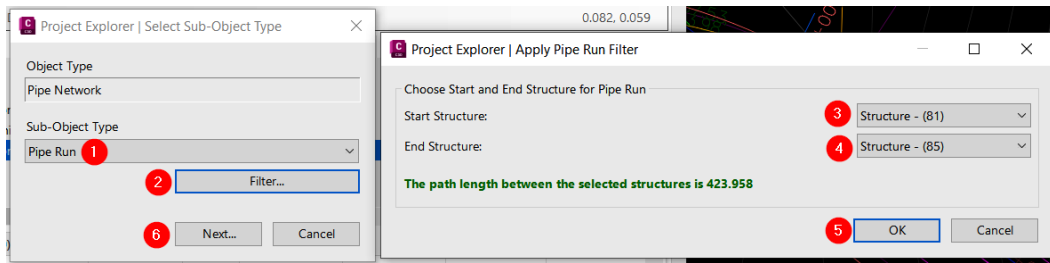 0.082, 0.059
Project Explorer | Select Sub-Object Type
Object Type
Pipe Network
Sub-Object Type
Pipe Run 1
2 Filter...
6 Next... Cancel
Project Explorer | Apply Pipe Run Filter
Choose Start and End Structure for Pipe Run
Start Structure: 3 Structure - (81)
End Structure: 4 Structure - (85)
The path length between the selected structures is 423.958
5 OK Cancel